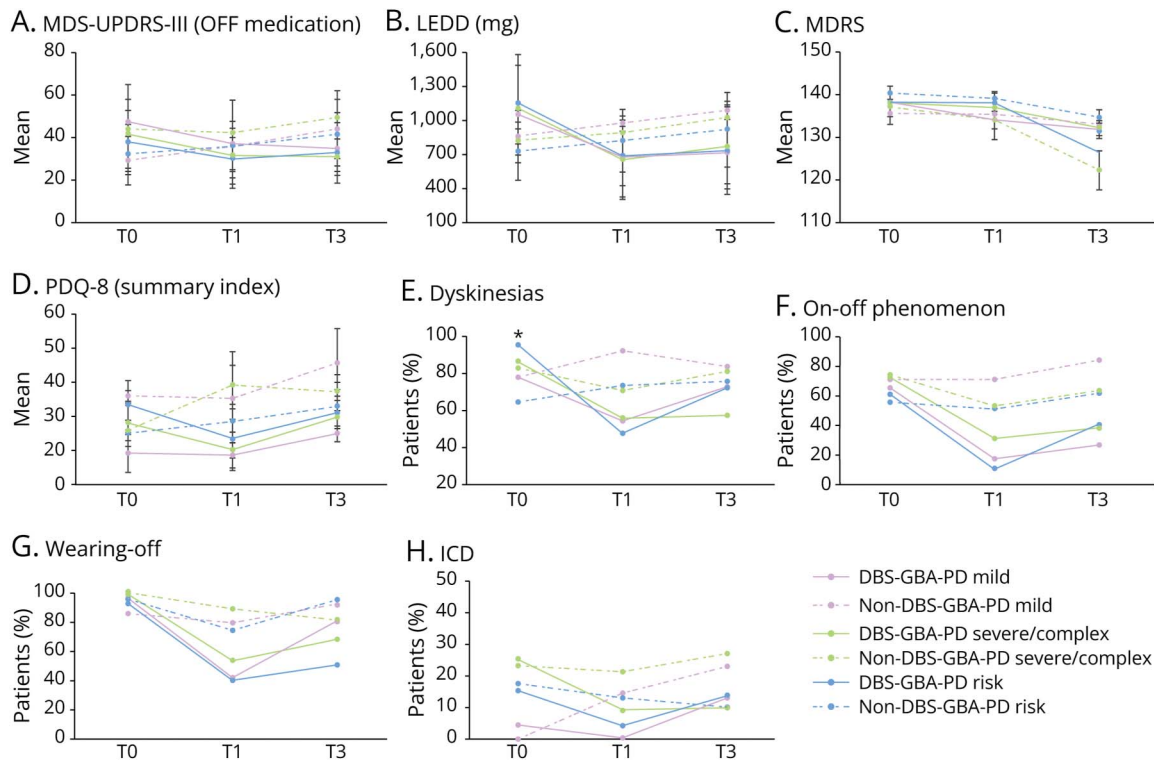 A. MDS-UPDRS-III (OFF medication)
80
60
40
20
0
Mean
T0 T1 T3
B. LEDD (mg)
1,600
1,300
1,000
700
400
100
Mean
T0 T1 T3
C. MDRS
150
140
130
120
110
Mean
T0 T1 T3
D. PDQ-8 (summary index)
60
50
40
30
20
10
0
Mean
T0 T1 T3
E. Dyskinesias
100
80
60
40
20
Patients (%)
*
T0 T1 T3
F. On-off phenomenon
100
80
60
40
20
0
Patients (%)
T0 T1 T3
G. Wearing-off
100
80
60
40
20
0
Patients (%)
T0 T1 T3
H. ICD
50
40
30
20
10
0
Patients (%)
T0 T1 T3
DBS-GBA-PD mild
Non-DBS-GBA-PD mild
DBS-GBA-PD severe/complex
Non-DBS-GBA-PD severe/complex
DBS-GBA-PD risk
Non-DBS-GBA-PD risk